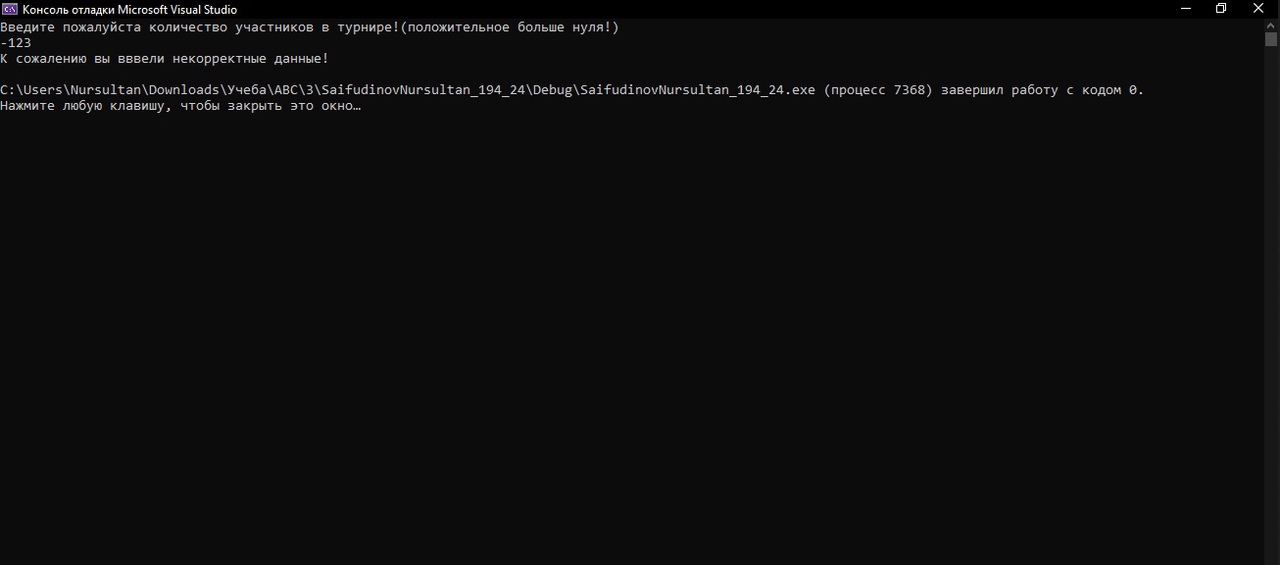 Консоль отладки Microsoft Visual Studio
Введите пожалуйста количество участников в турнире!(положительное больше нуля!)
-123
К сожалению вы вввели некорректные данные!
C:\Users\Nursultan\Downloads\Учеба\АВС\3\SaifudinovNursultan_194_24\Debug\SaifudinovNursultan_194_24.exe (процесс 7368) завершил работу с кодом 0.
Нажмите любую клавишу, чтобы закрыть это окно…